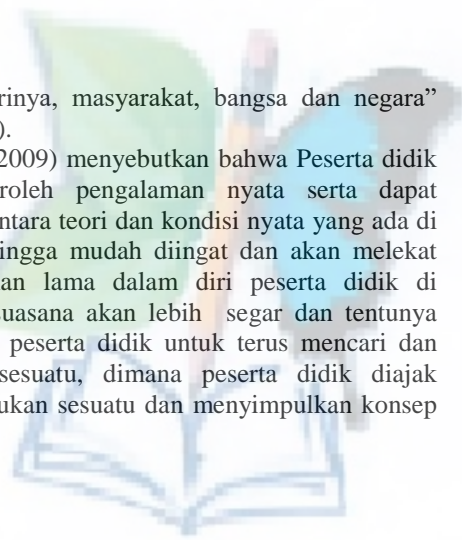 rinya, masyarakat, bangsa dan negara”
).
2009) menyebutkan bahwa Peserta didik
roleh pengalaman nyata serta dapat
ntara teori dan kondisi nyata yang ada di
ingga mudah diingat dan akan melekat
an lama dalam diri peserta didik di
uasana akan lebih segar dan tentunya
peserta didik untuk terus mencari dan
sesuatu, dimana peserta didik diajak
ukan sesuatu dan menyimpulkan konsep